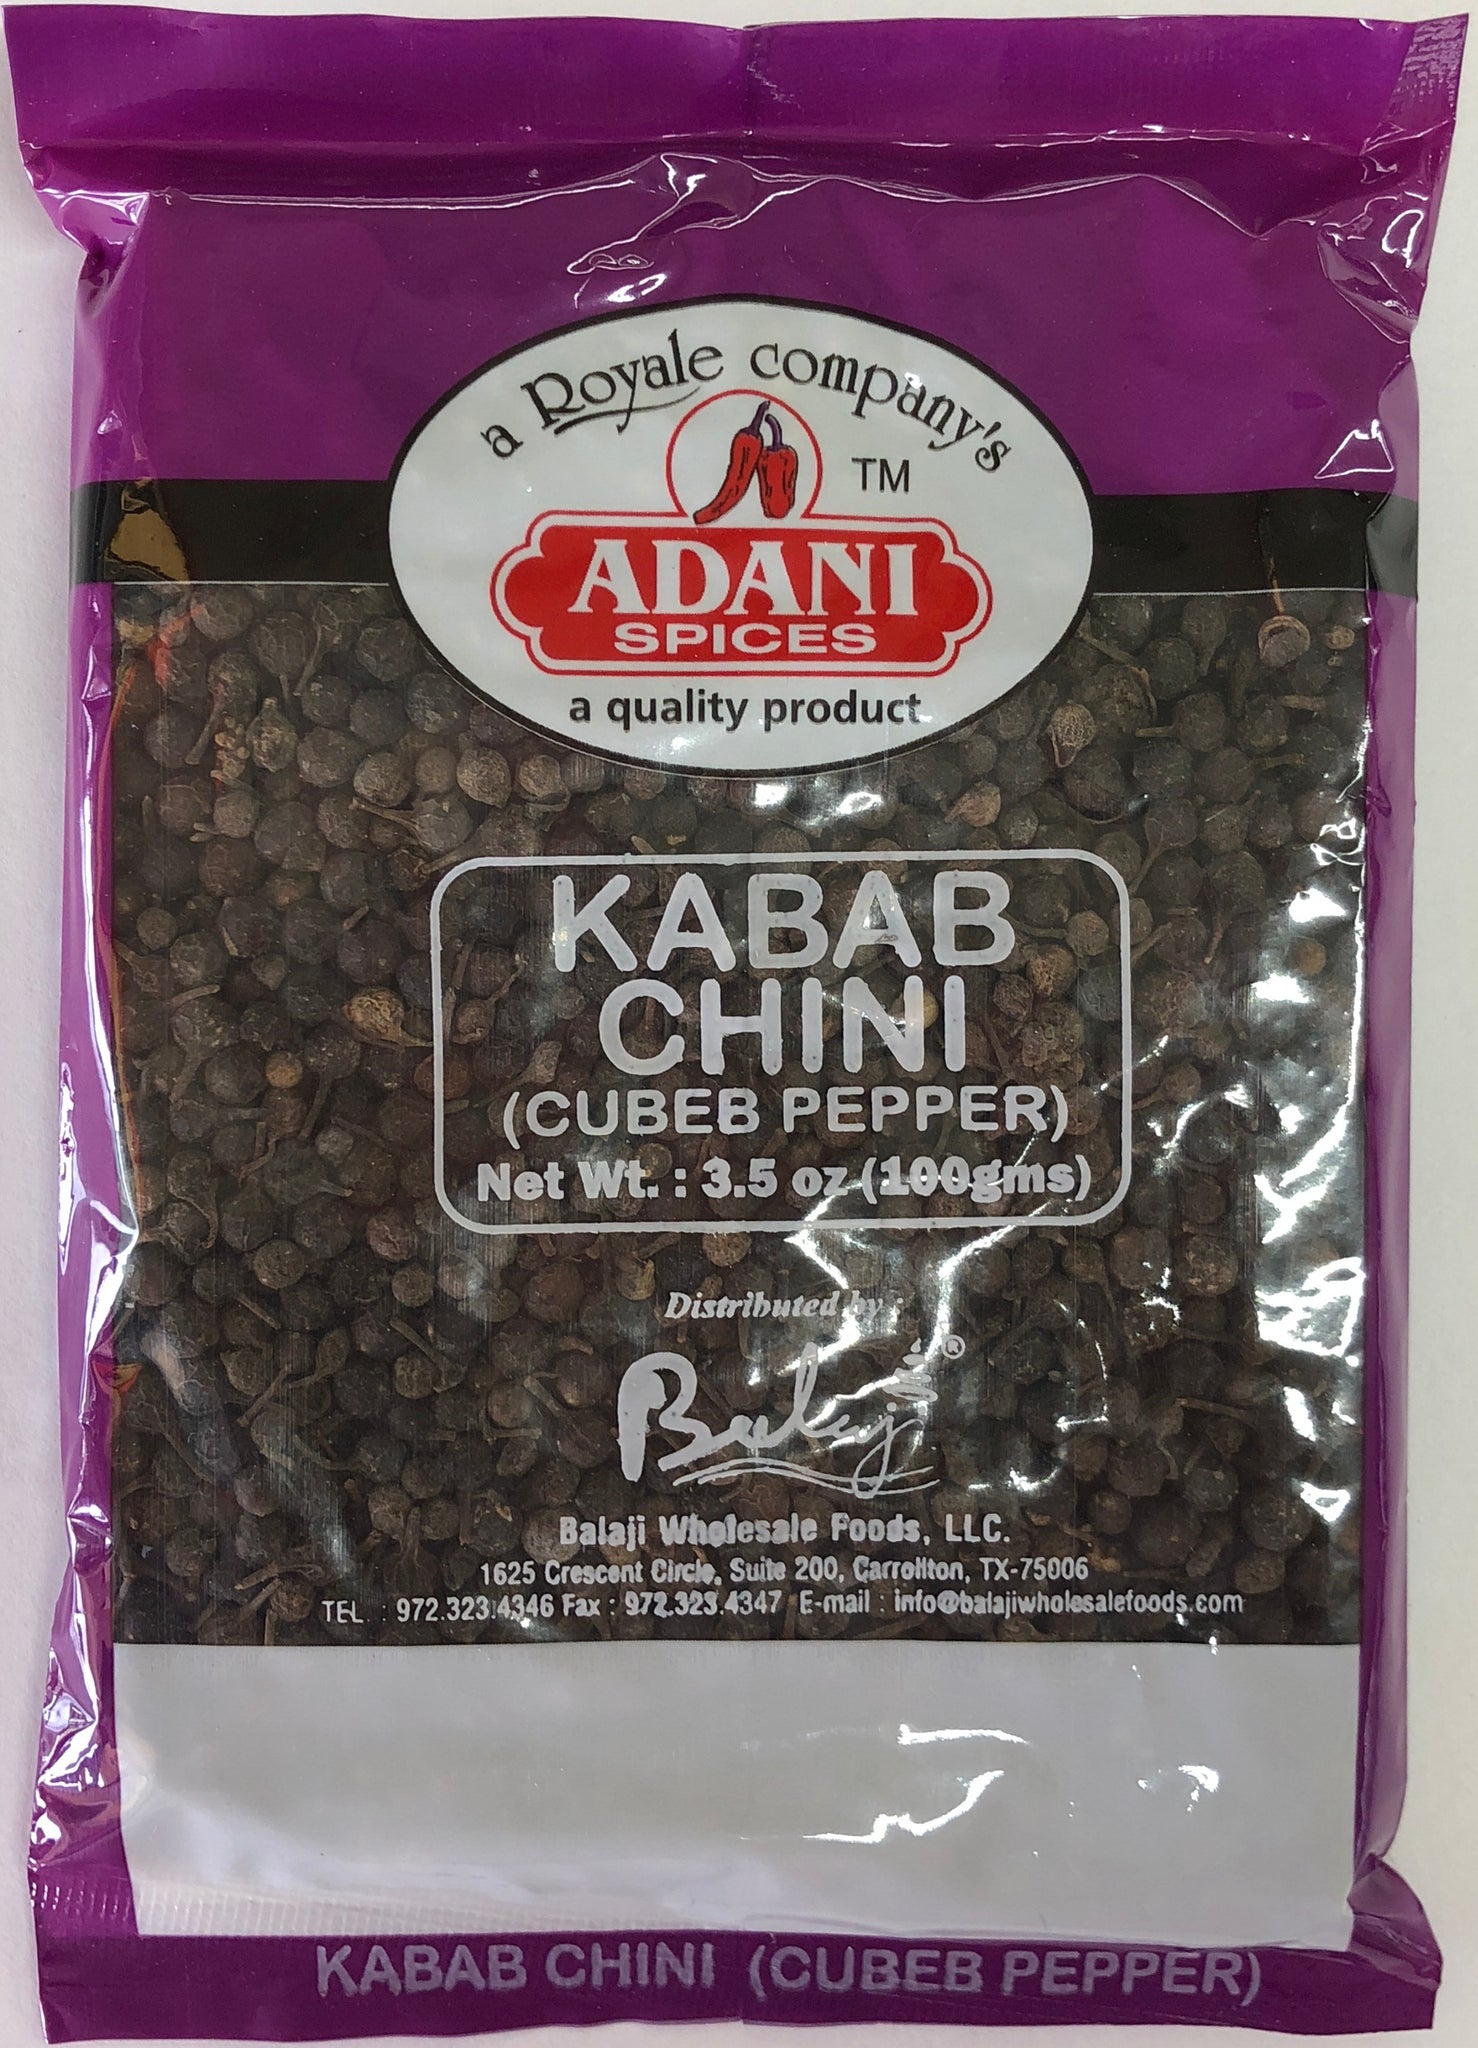 a Royale company's
TM
ADANI
SPICES
a quality product
KABAB
CHINI
(CUBEB PEPPER)
Net Wt. : 3.5 oz (100gms)
Distributed by :
Balaji ®
Balaji Wholesale Foods, LLC.
1625 Crescent Circle, Suite 200, Carrollton, TX-75006
TEL. : 972.323.4346 Fax : 972.323.4347 E-mail : info@balajiwholesalefoods.com
KABAB CHINI (CUBEB PEPPER)